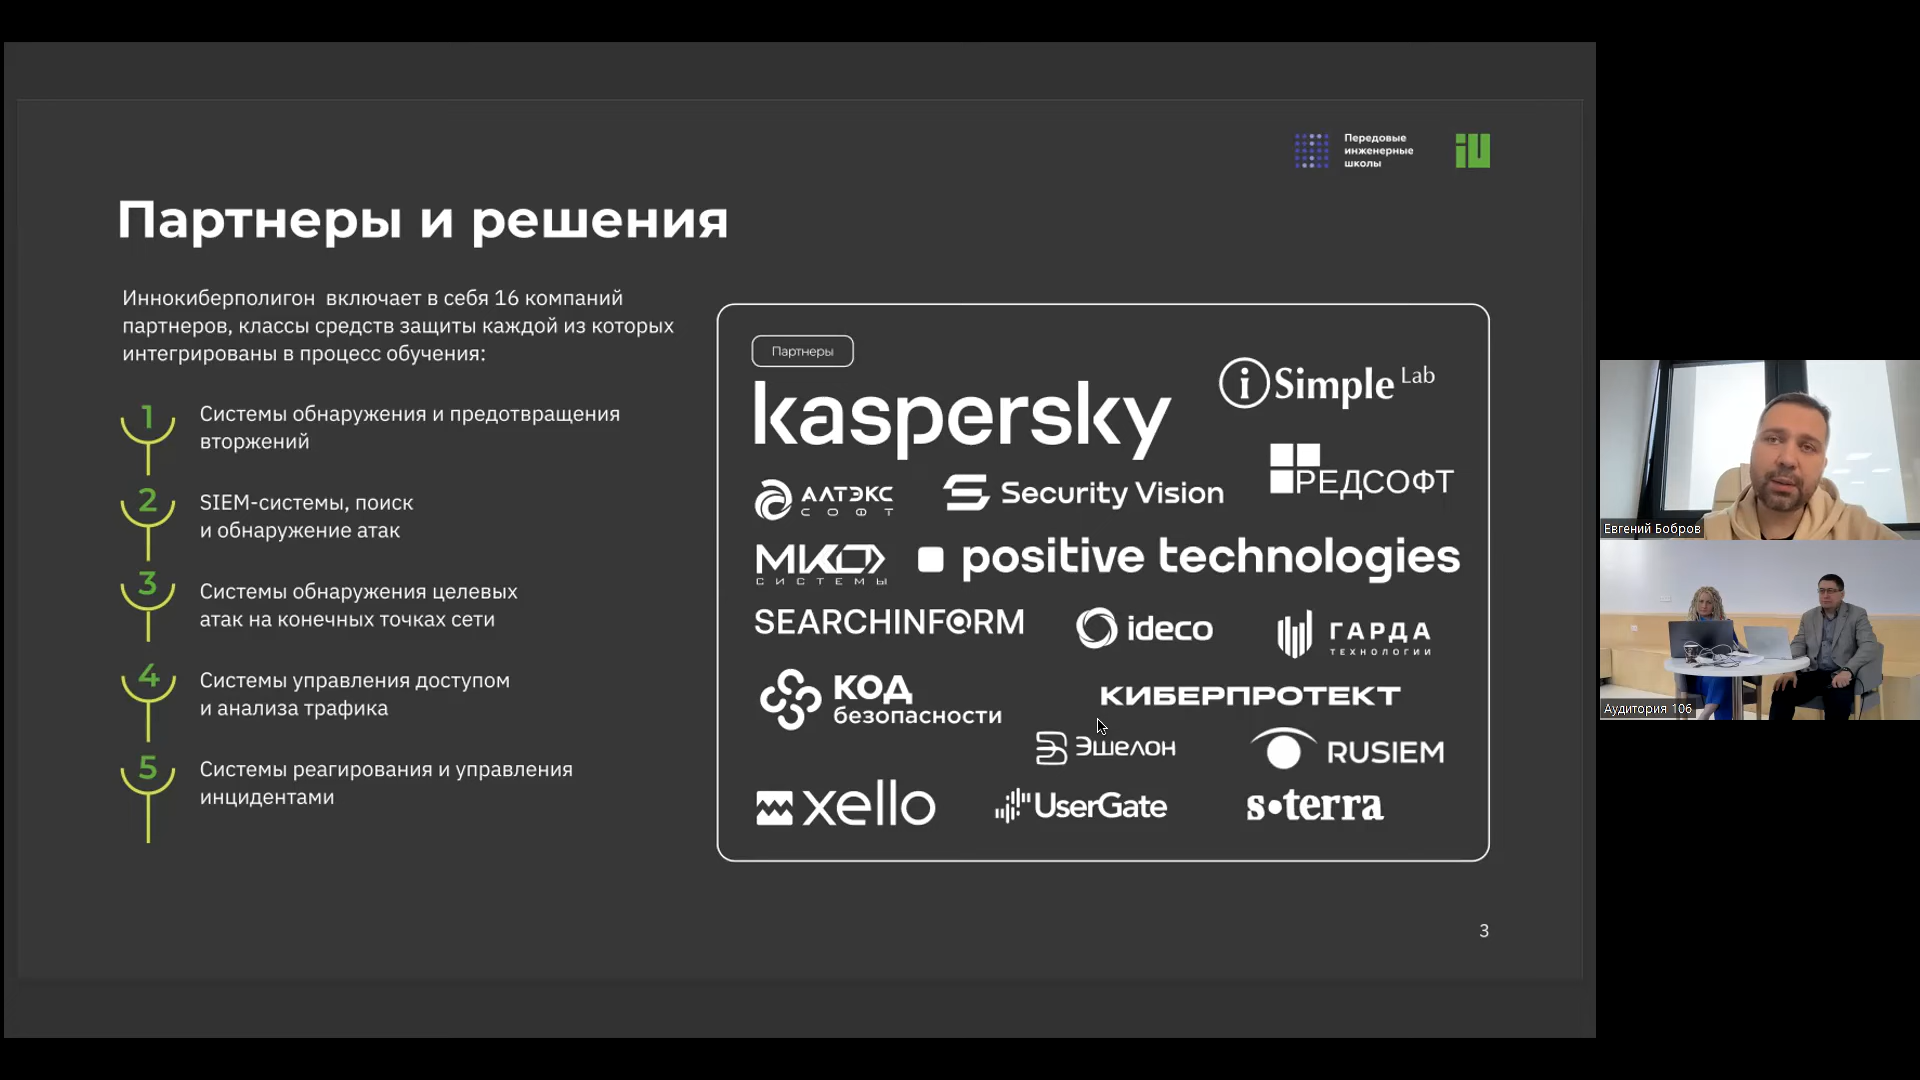 Передовые
инженерные
школы
iU
Партнеры и решения
Иннокиберполигон включает в себя 16 компаний
партнеров, классы средств защиты каждой из которых
интегрированы в процесс обучения:
1
Системы обнаружения и предотвращения
вторжений
2
SIEM-системы, поиск
и обнаружение атак
3
Системы обнаружения целевых
атак на конечных точках сети
4
Системы управления доступом
и анализа трафика
5
Системы реагирования и управления
инцидентами
Партнеры
kaspersky
i Simple Lab
РЕДСОФТ
АЛТЭКС
СОФТ
Security Vision
МКО
СИСТЕМЫ
positive technologies
SEARCHINFORM
ideco
ГАРДА
ТЕХНОЛОГИИ
КОД
безопасности
КИБЕРПРОТЕКТ
Эшелон
RUSIEM
xello
UserGate
s•terra
3
Евгений Бобров
Аудитория 106